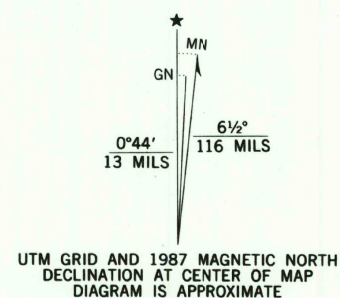 MN
GN
0°44′
13 MILS
6½°
116 MILS
UTM GRID AND 1987 MAGNETIC NORTH
DECLINATION AT CENTER OF MAP
DIAGRAM IS APPROXIMATE